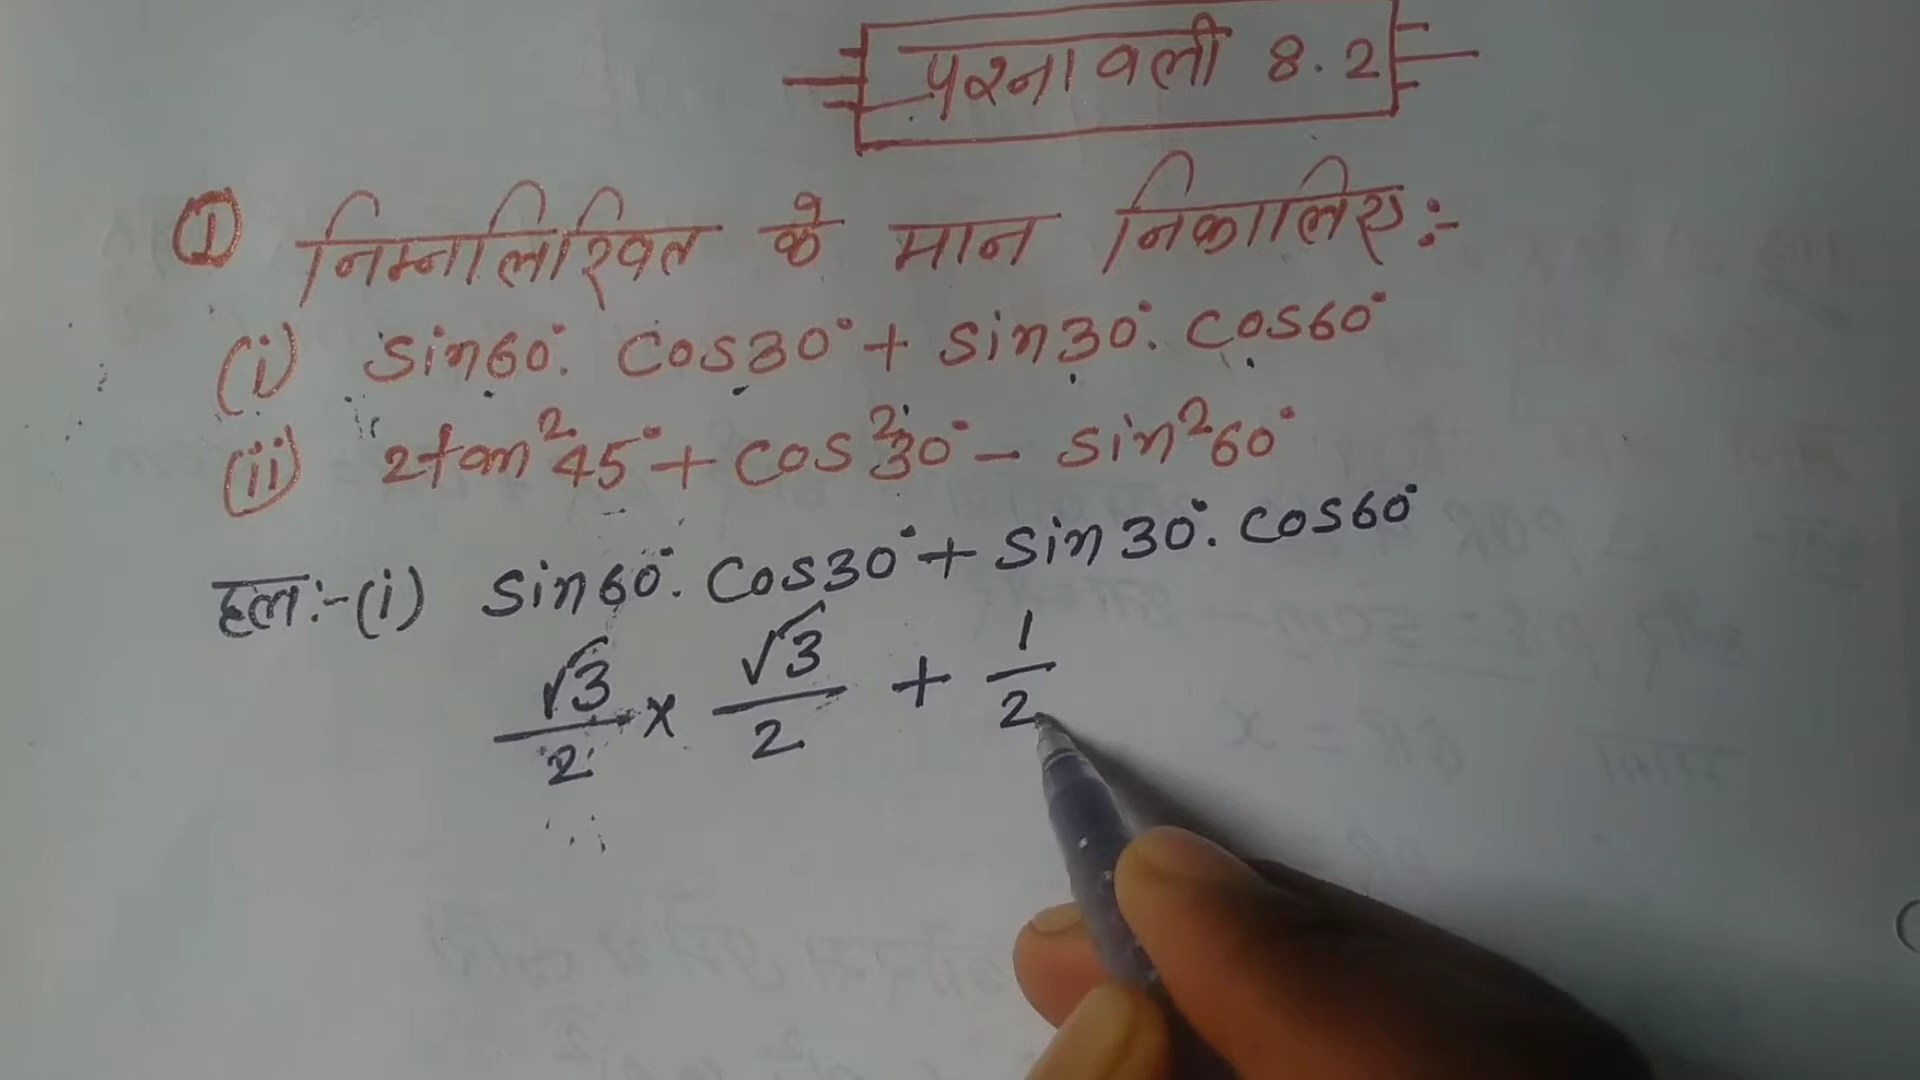 प्रश्नावली 8.2
① निम्नलिखित के मान निकालिए :-
(i) sin60°. cos30° + sin30°. cos60°
(ii) 2tan²45° + cos²30° - sin²60°
हल:-(i) sin60°. cos30° + sin30°. cos60°
√3/2 × √3/2 + 1/2